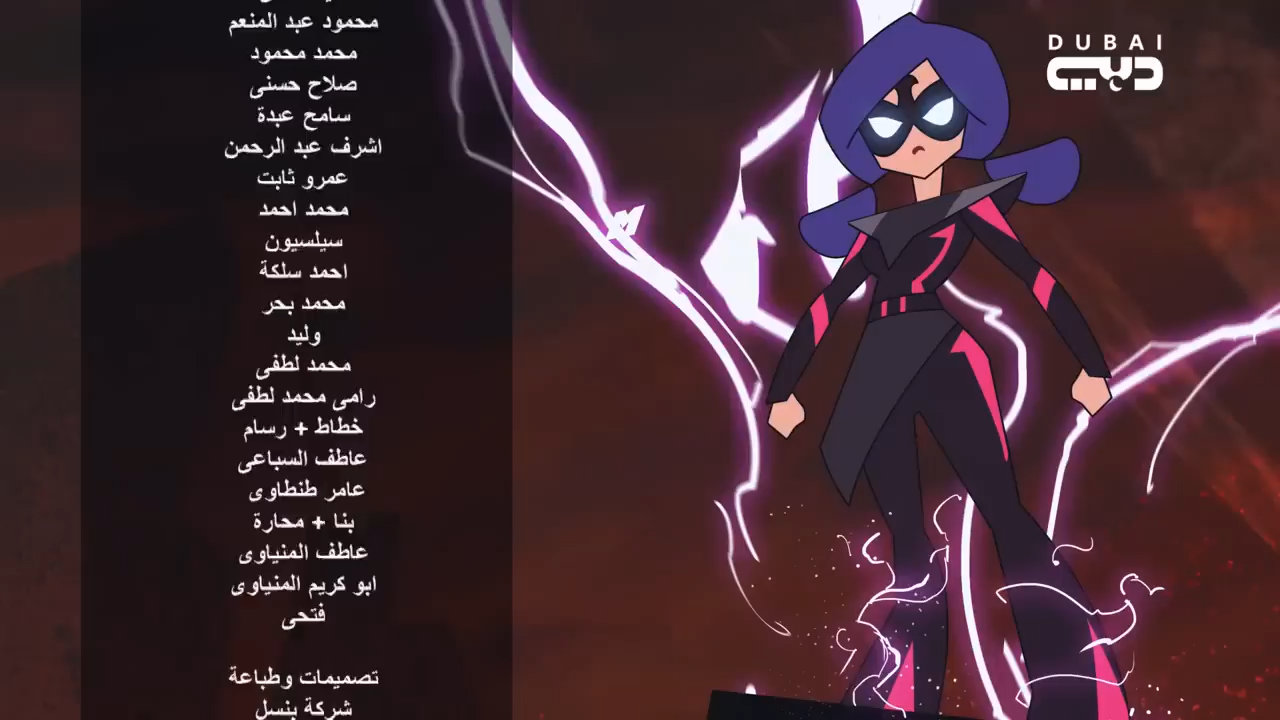 محمود عبد المنعم
محمد محمود
صلاح حسنى
سامح عبدة
اشرف عبد الرحمن
عمرو ثابت
محمد احمد
سيلسيون
احمد سلكة
محمد بحر
وليد
محمد لطفى
رامى محمد لطفى
خطاط + رسام
عاطف السباعى
عامر طنطاوى
بنا + محارة
عاطف المنياوى
ابو كريم المنياوى
فتحى
تصميمات وطباعة
شركة بنسل
DUBAI
دبي